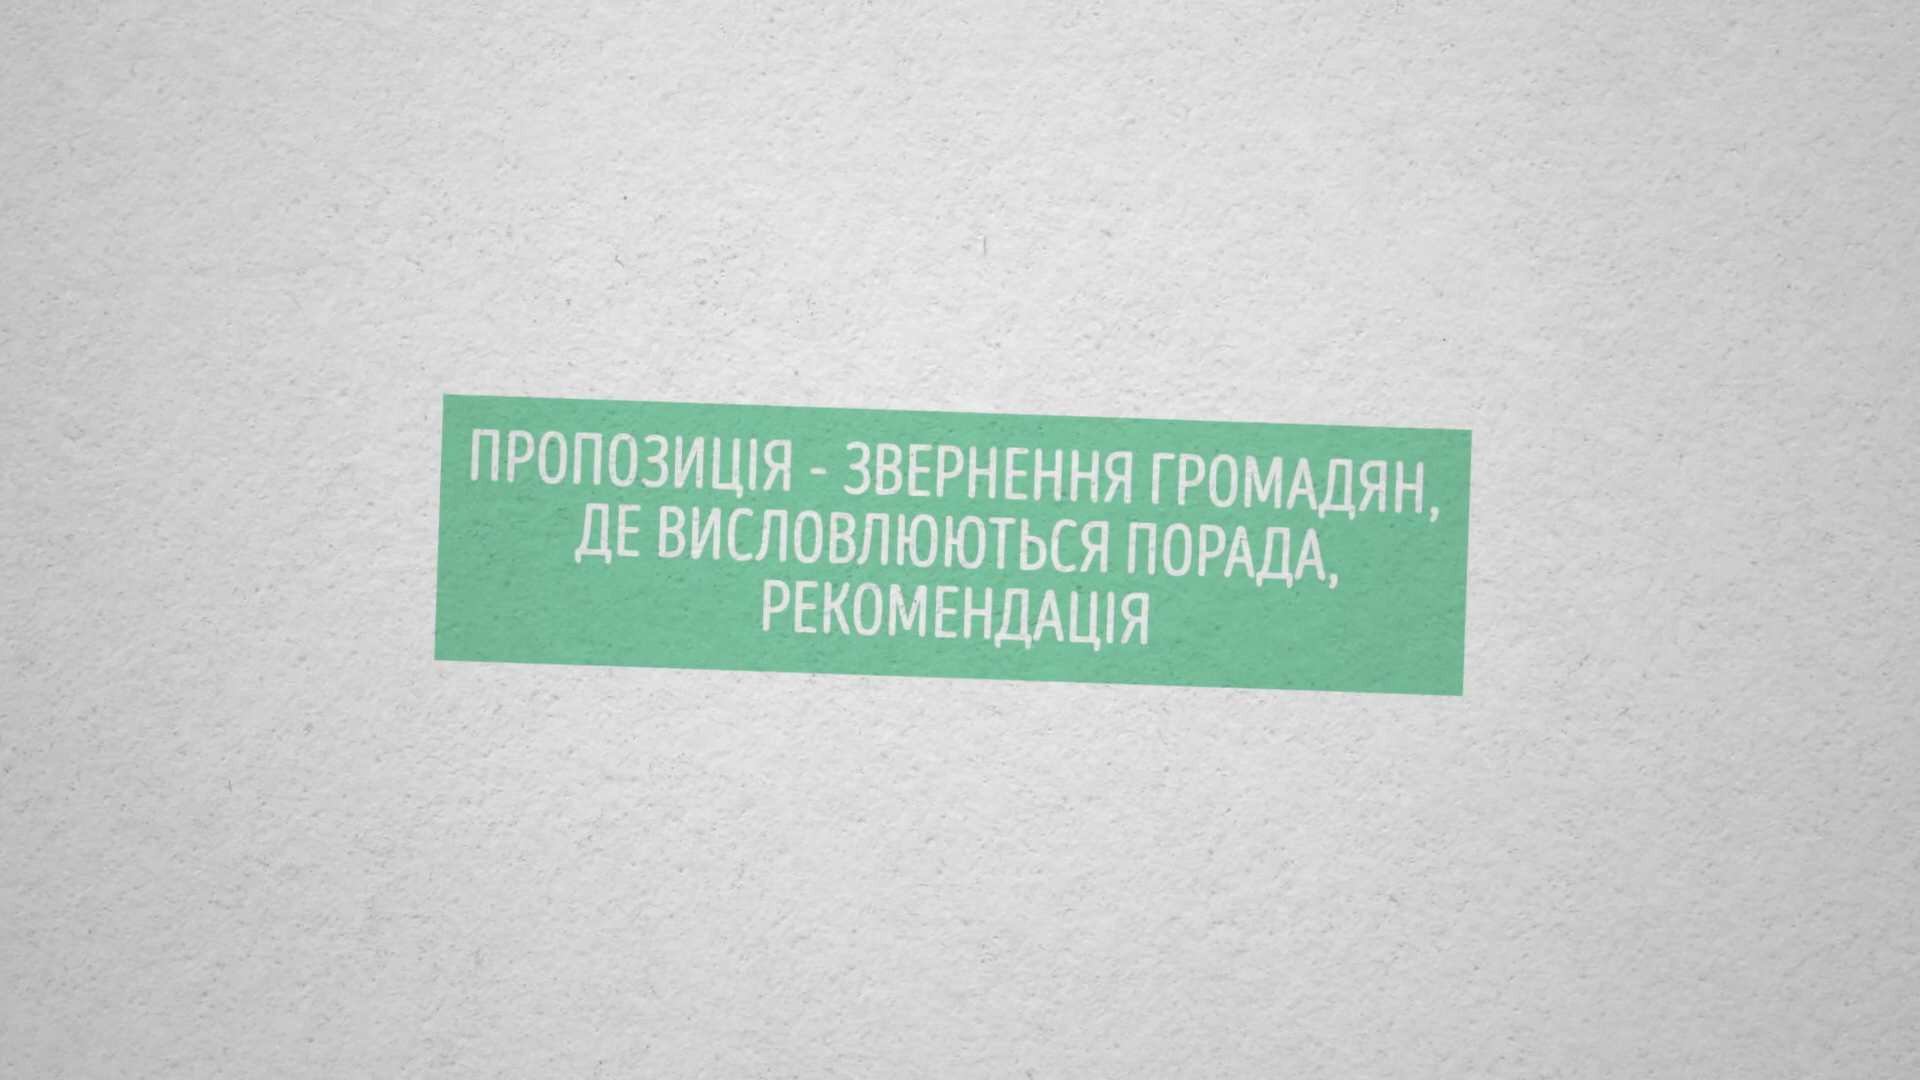 ПРОПОЗИЦІЯ - ЗВЕРНЕННЯ ГРОМАДЯН,
ДЕ ВИСЛОВЛЮЮТЬСЯ ПОРАДА,
РЕКОМЕНДАЦІЯ